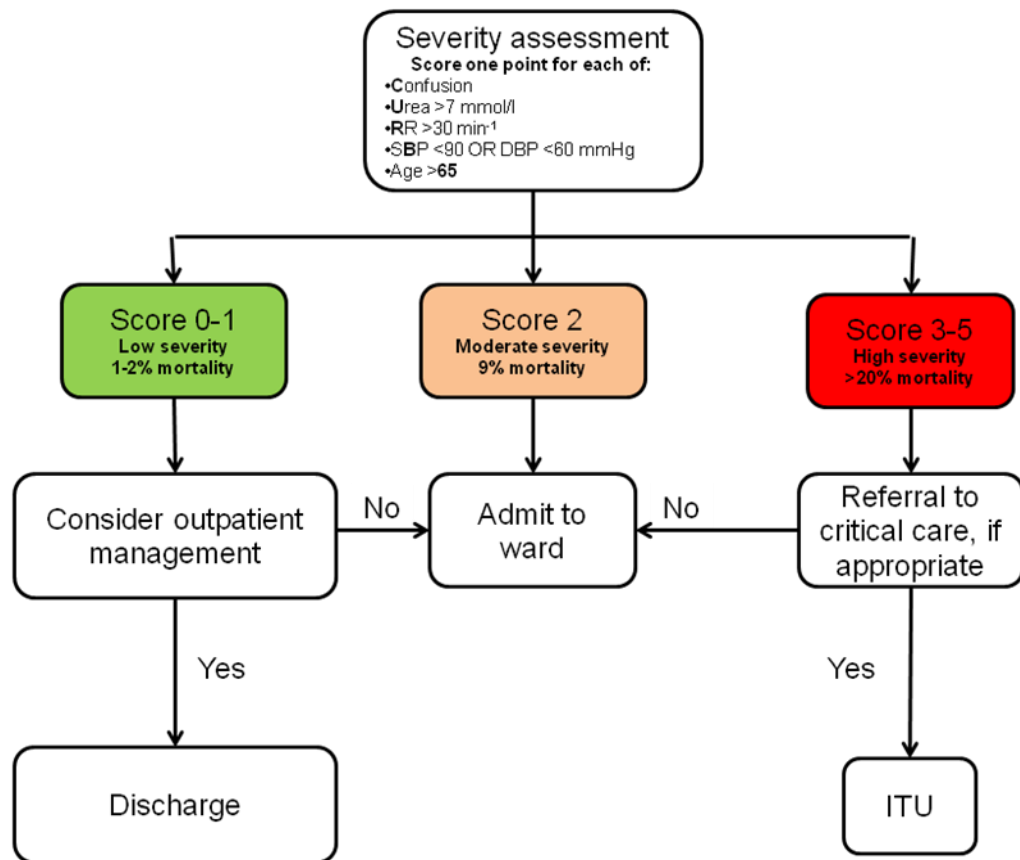 Severity assessment
Score one point for each of:
•Confusion
•Urea >7 mmol/l
•RR >30 min⁻¹
•SBP <90 OR DBP <60 mmHg
•Age >65
Score 0-1
Low severity
1-2% mortality
Score 2
Moderate severity
9% mortality
Score 3-5
High severity
>20% mortality
Consider outpatient
management
No
Admit to
ward
No
Referral to
critical care, if
appropriate
Yes
Yes
Discharge
ITU